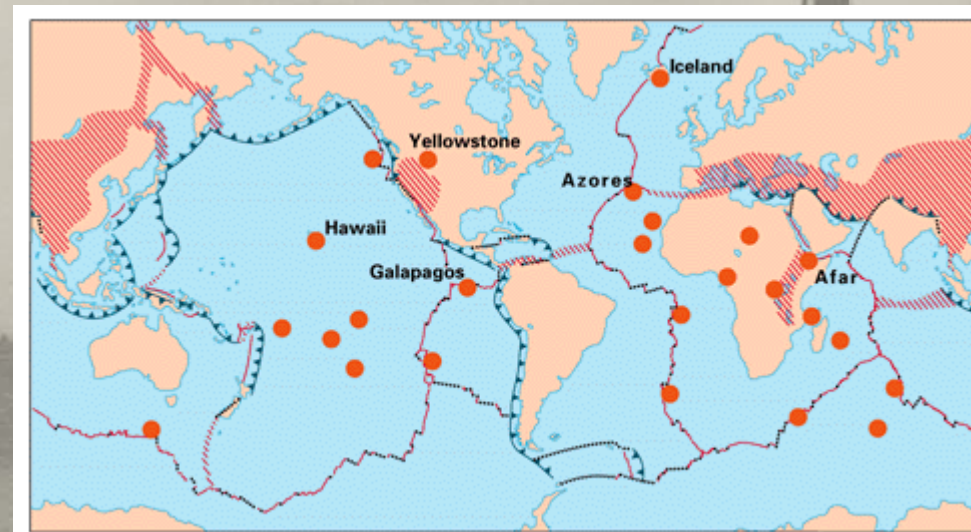 Iceland
Yellowstone
Azores
Hawaii
Galapagos
Afar